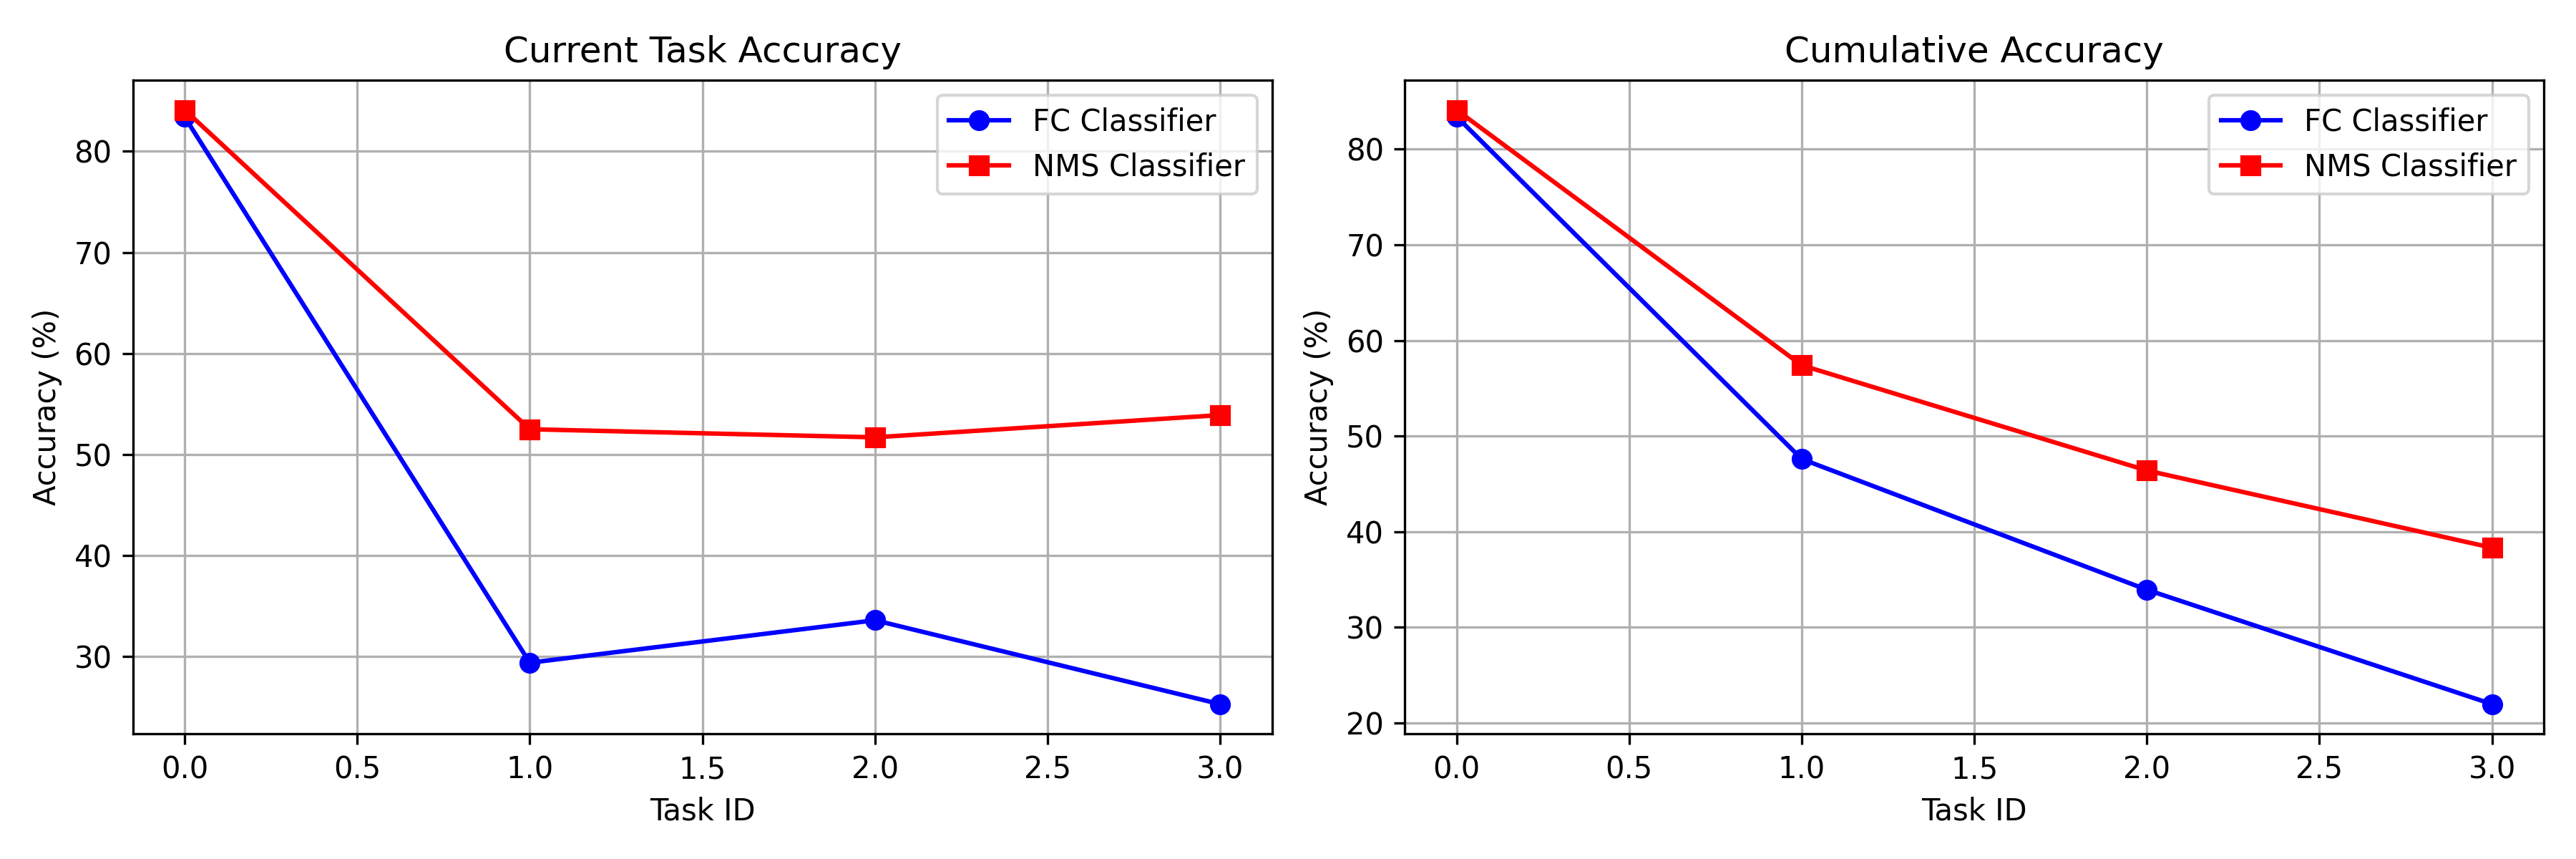 Current Task Accuracy
FC Classifier
NMS Classifier
80
70
60
50
40
30
Accuracy (%)
0.0 0.5 1.0 1.5 2.0 2.5 3.0
Task ID
Cumulative Accuracy
FC Classifier
NMS Classifier
80
70
60
50
40
30
20
Accuracy (%)
0.0 0.5 1.0 1.5 2.0 2.5 3.0
Task ID